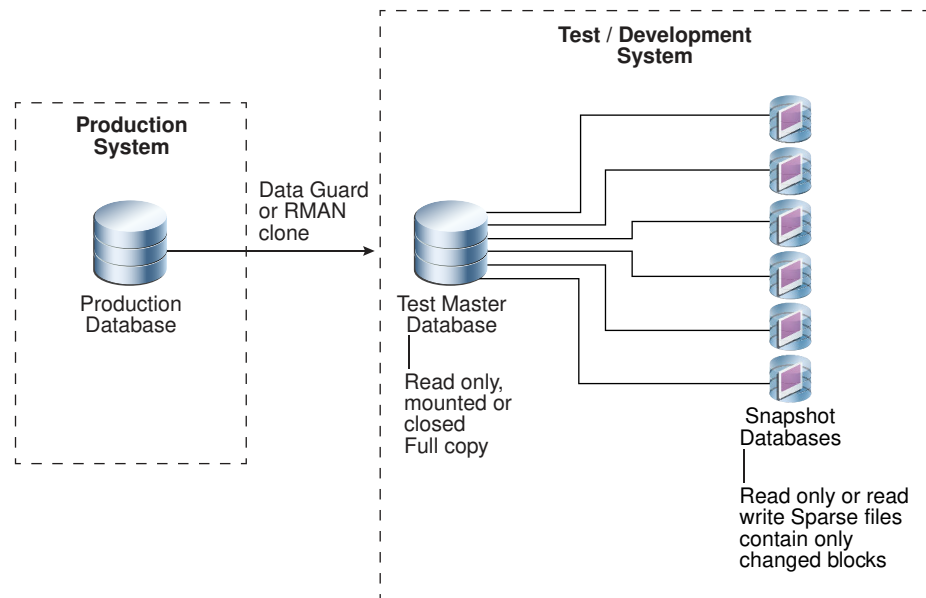 Test / Development
System
Production
System
Data Guard
or RMAN
clone
Production
Database
Test Master
Database
Read only,
mounted or
closed
Full copy
Snapshot
Databases
Read only or read
write Sparse files
contain only
changed blocks